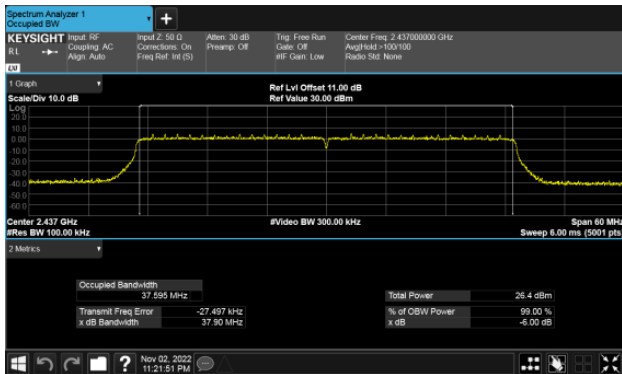 Spectrum Analyzer 1
Occupied BW
KEYSIGHT
R L
LXI
Input: RF
Coupling: AC
Align: Auto
Input Z: 50 Ω
Corrections: On
Freq Ref: Int (S)
Atten: 30 dB
Preamp: Off
Trig: Free Run
Gate: Off
#IF Gain: Low
Center Freq: 2.437000000 GHz
Avg|Hold:>100/100
Radio Std: None
1 Graph
Scale/Div 10.0 dB
Ref Lvl Offset 11.00 dB
Ref Value 30.00 dBm
Log
20.0
10.0
0.00
-10.0
-20.0
-30.0
-40.0
-50.0
-60.0
Center 2.437 GHz
#Res BW 100.00 kHz
#Video BW 300.00 kHz
Span 60 MHz
Sweep 6.00 ms (5001 pts)
2 Metrics
Occupied Bandwidth
37.595 MHz
Transmit Freq Error -27.497 kHz
x dB Bandwidth 37.90 MHz
Total Power 26.4 dBm
% of OBW Power 99.00 %
x dB -6.00 dB
?
Nov 02, 2022
11:21:51 PM